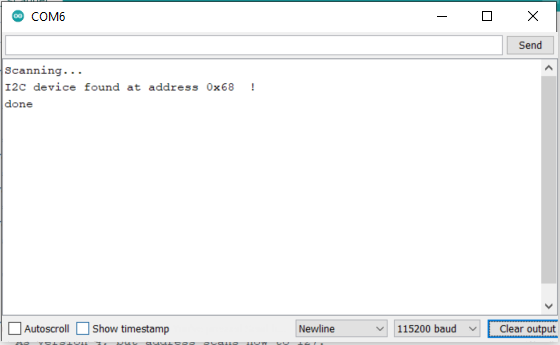 COM6
Send
Scanning...
I2C device found at address 0x68  !
done
Autoscroll Show timestamp Newline 115200 baud Clear output